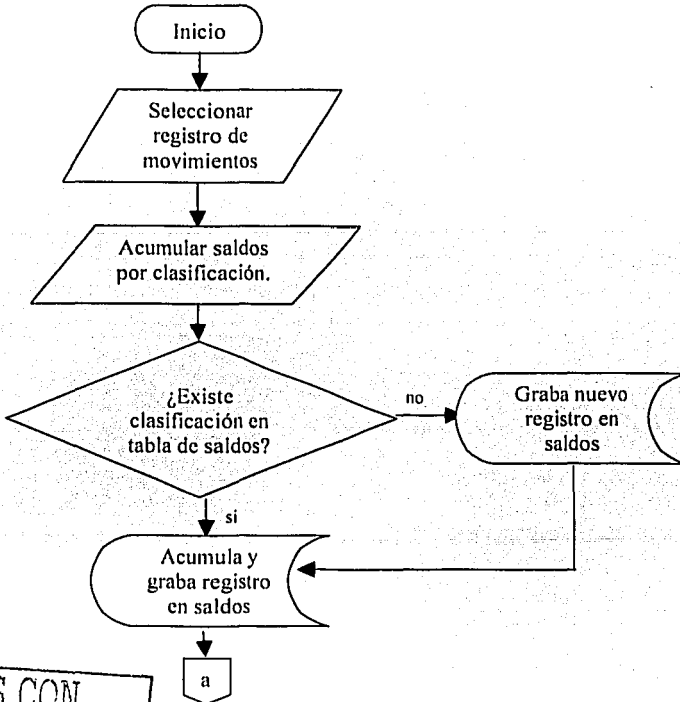 Inicio
Seleccionar
registro de
movimientos
Acumular saldos
por clasificación.
¿Existe
clasificación en
tabla de saldos?
no
Graba nuevo
registro en
saldos
si
Acumula y
graba registro
en saldos
a
S CON